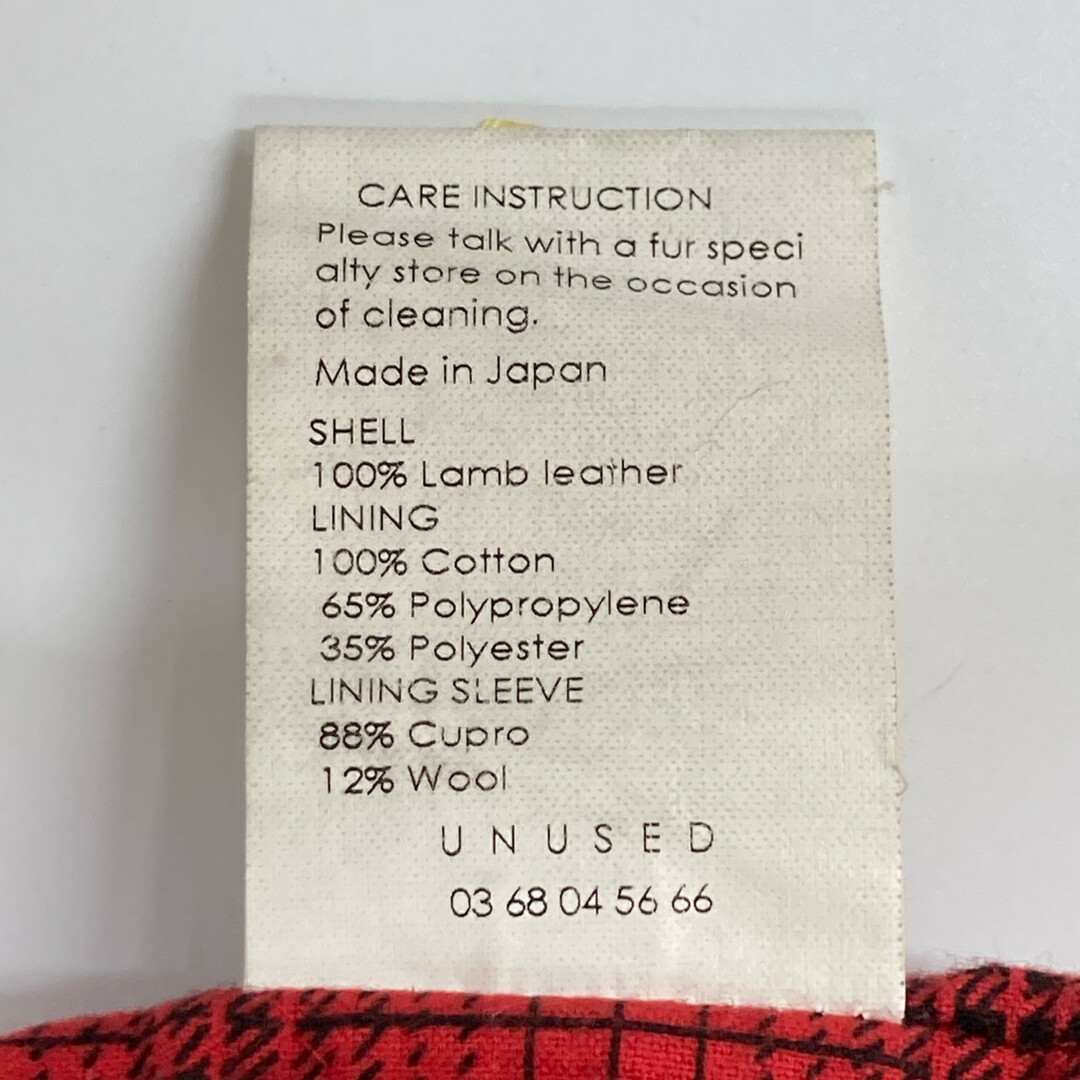 CARE INSTRUCTION
Please talk with a fur speci
alty store on the occasion
of cleaning.
Made in Japan
SHELL
100% Lamb leather
LINING
100% Cotton
65% Polypropylene
35% Polyester
LINING SLEEVE
88% Cupro
12% Wool
U N U S E D
03 68 04 56 66